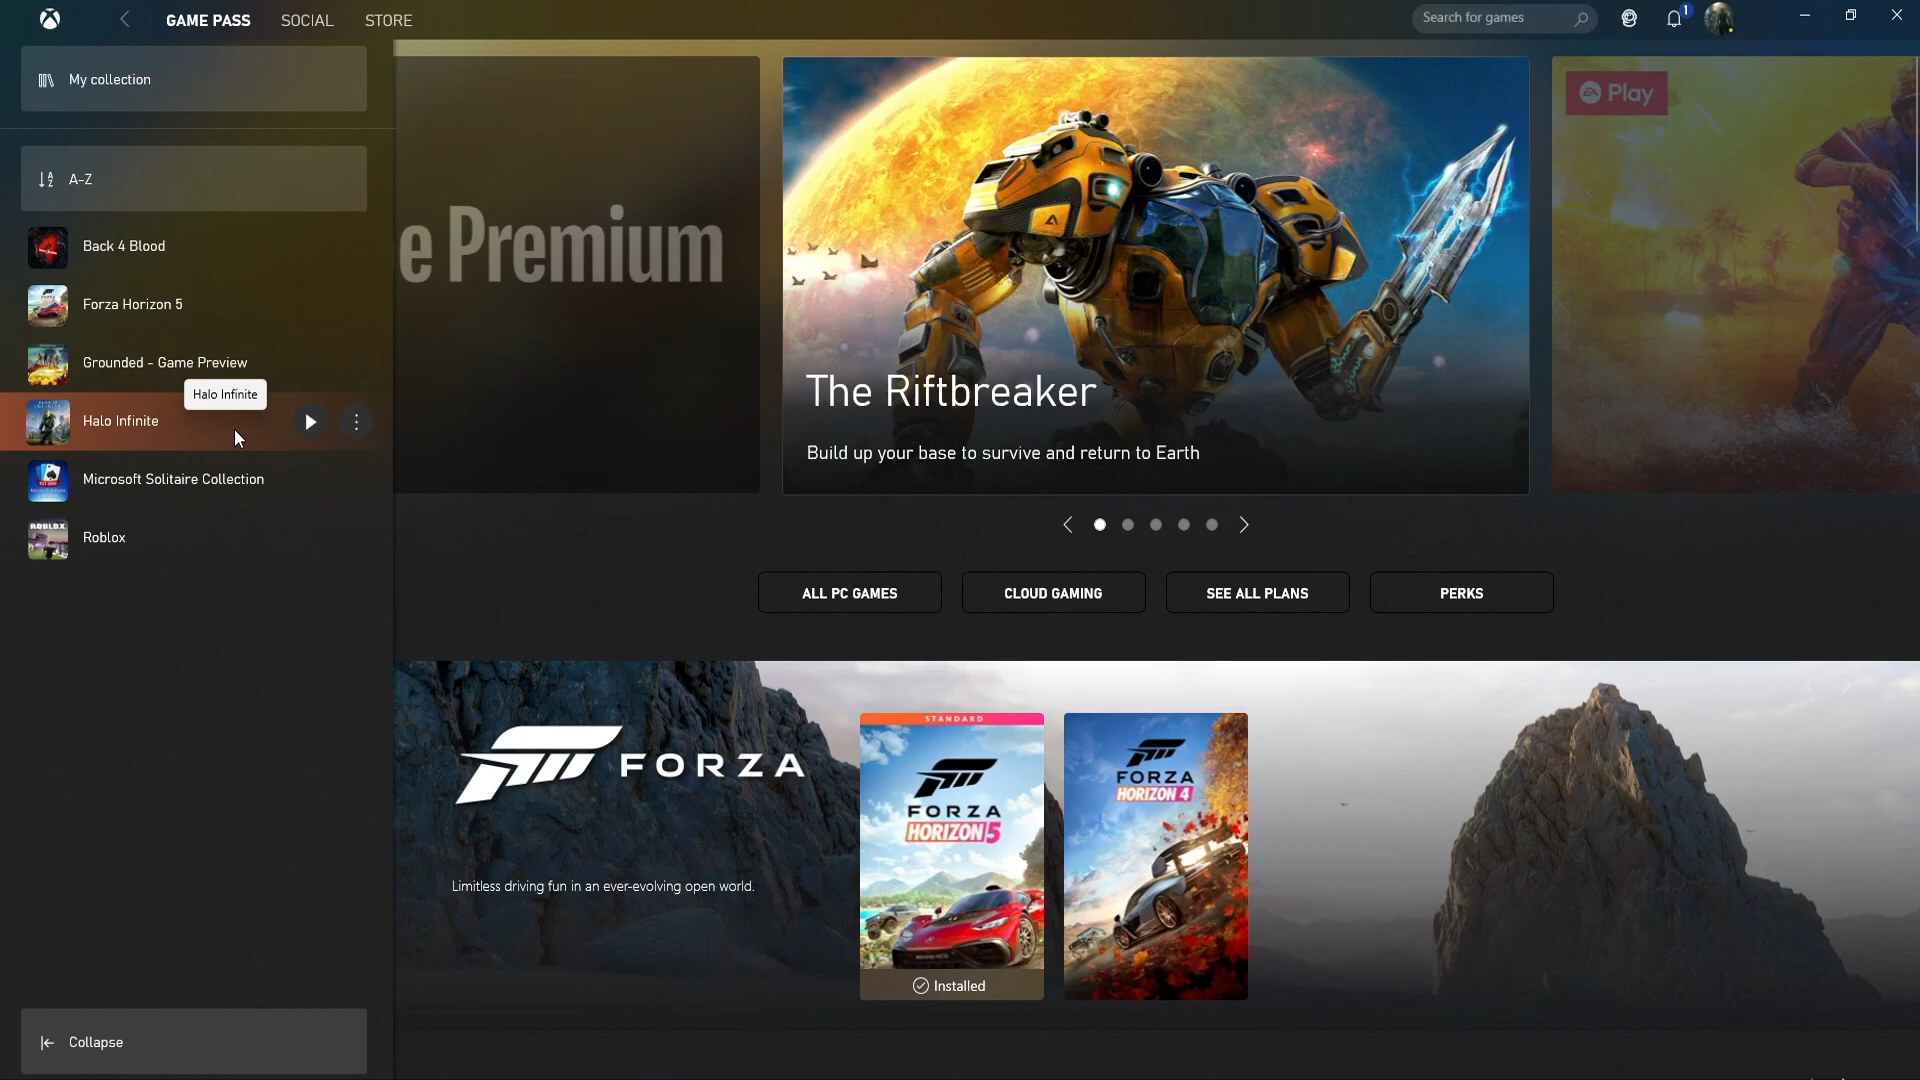 GAME PASS SOCIAL STORE
Search for games
1
My collection
A-Z
Back 4 Blood
Forza Horizon 5
Grounded - Game Preview
Halo Infinite
Halo Infinite
Microsoft Solitaire Collection
Roblox
Collapse
e Premium
The Riftbreaker
Build up your base to survive and return to Earth
EA Play
ALL PC GAMES
CLOUD GAMING
SEE ALL PLANS
PERKS
FORZA
Limitless driving fun in an ever-evolving open world.
STANDARD
FORZA
HORIZON 5
Installed
FORZA
HORIZON 4